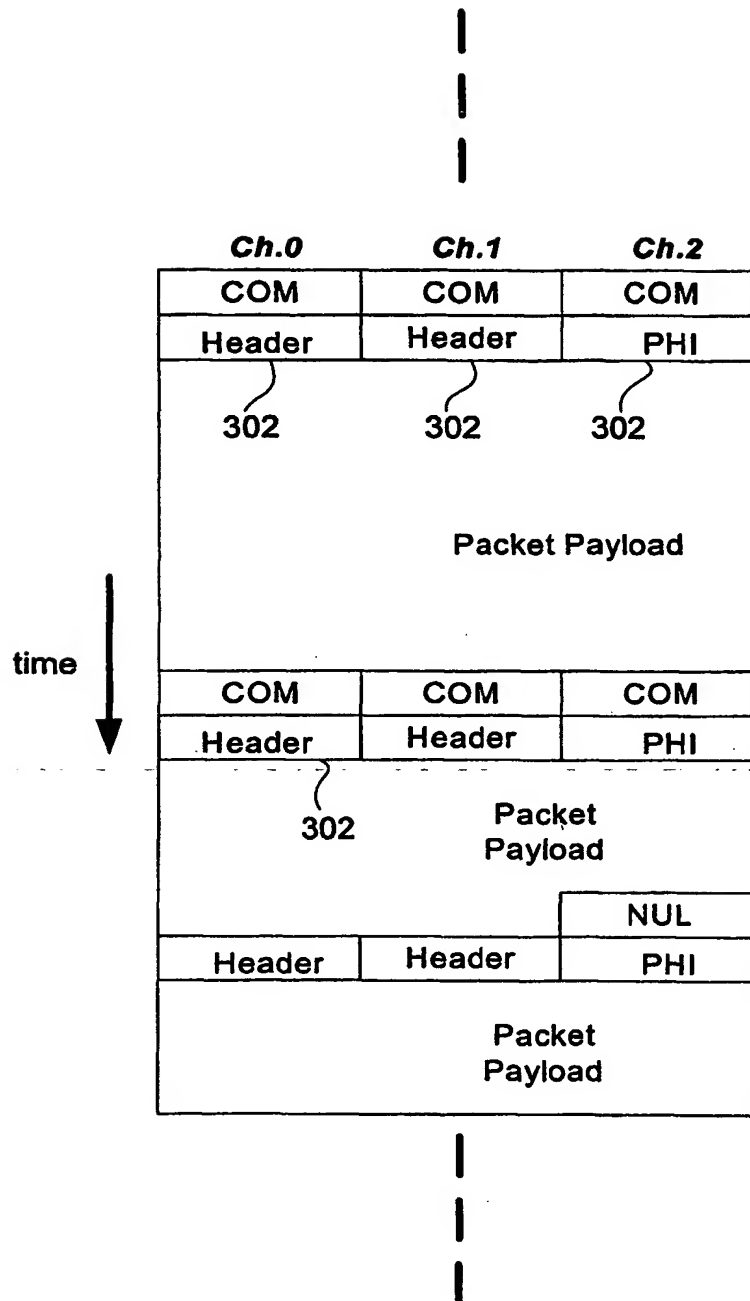 Ch.0 Ch.1 Ch.2
COM COM COM
Header Header PHI
302 302 302
Packet Payload
time
COM COM COM
Header Header PHI
302
Packet
Payload
NUL
Header Header PHI
Packet
Payload